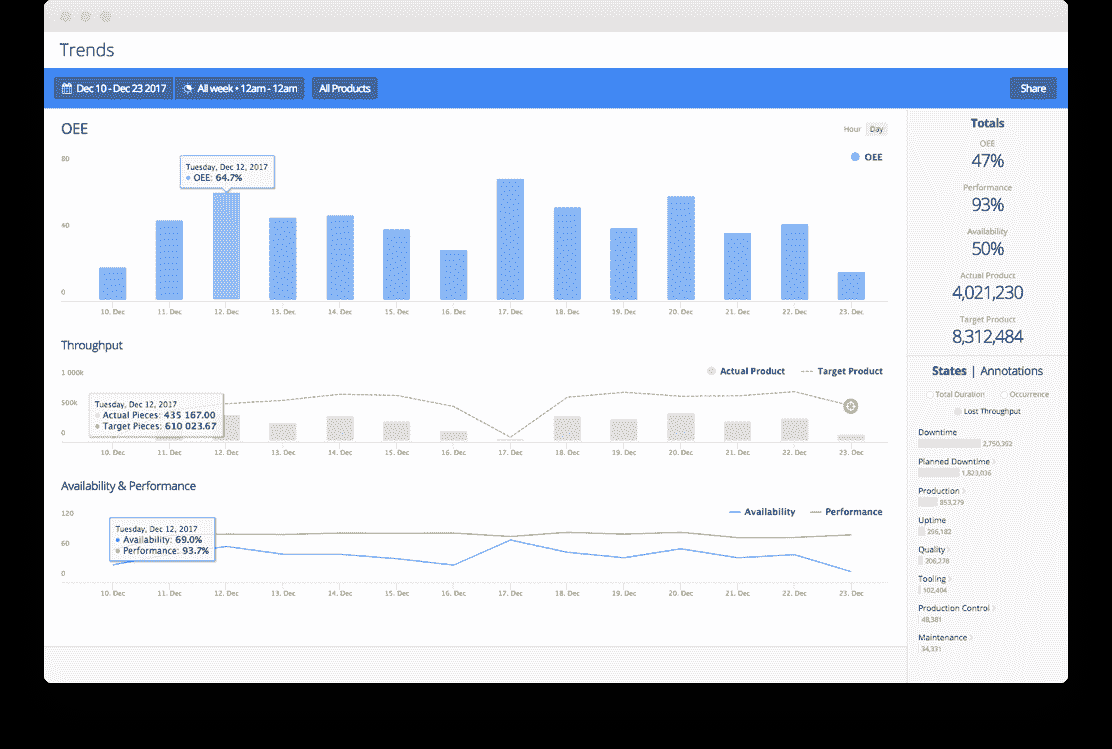 Trends
Dec 10 - Dec 23 2017
All week • 12am - 12am
All Products
Share
OEE
Hour Day
80
40
0
OEE
Tuesday, Dec 12, 2017
OEE: 64.7%
10. Dec 11. Dec 12. Dec 13. Dec 14. Dec 15. Dec 16. Dec 17. Dec 18. Dec 19. Dec 20. Dec 21. Dec 22. Dec 23. Dec
Throughput
1 000k
500k
0
Actual Product Target Product
Tuesday, Dec 12, 2017
Actual Pieces: 435 167.00
Target Pieces: 610 023.67
10. Dec 11. Dec 12. Dec 13. Dec 14. Dec 15. Dec 16. Dec 17. Dec 18. Dec 19. Dec 20. Dec 21. Dec 22. Dec 23. Dec
Availability & Performance
120
60
0
Availability Performance
Tuesday, Dec 12, 2017
Availability: 69.0%
Performance: 93.7%
10. Dec 11. Dec 12. Dec 13. Dec 14. Dec 15. Dec 16. Dec 17. Dec 18. Dec 19. Dec 20. Dec 21. Dec 22. Dec 23. Dec
Totals
OEE
47%
Performance
93%
Availability
50%
Actual Product
4,021,230
Target Product
8,312,484
States | Annotations
Total Duration Occurrence
Lost Throughput
Downtime
2,750,352
Planned Downtime
Production
853,279
Uptime
Quality
206,278
Tooling
102,404
Production Control
48,381
Maintenance
34,331